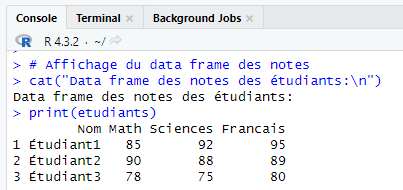 Console Terminal × Background Jobs ×
R 4.3.2 · ~/
> # Affichage du data frame des notes
> cat("Data frame des notes des étudiants:\n")
Data frame des notes des étudiants:
> print(etudiants)
Nom Math Sciences Francais
1 Étudiant1 85 92 95
2 Étudiant2 90 88 89
3 Étudiant3 78 75 80